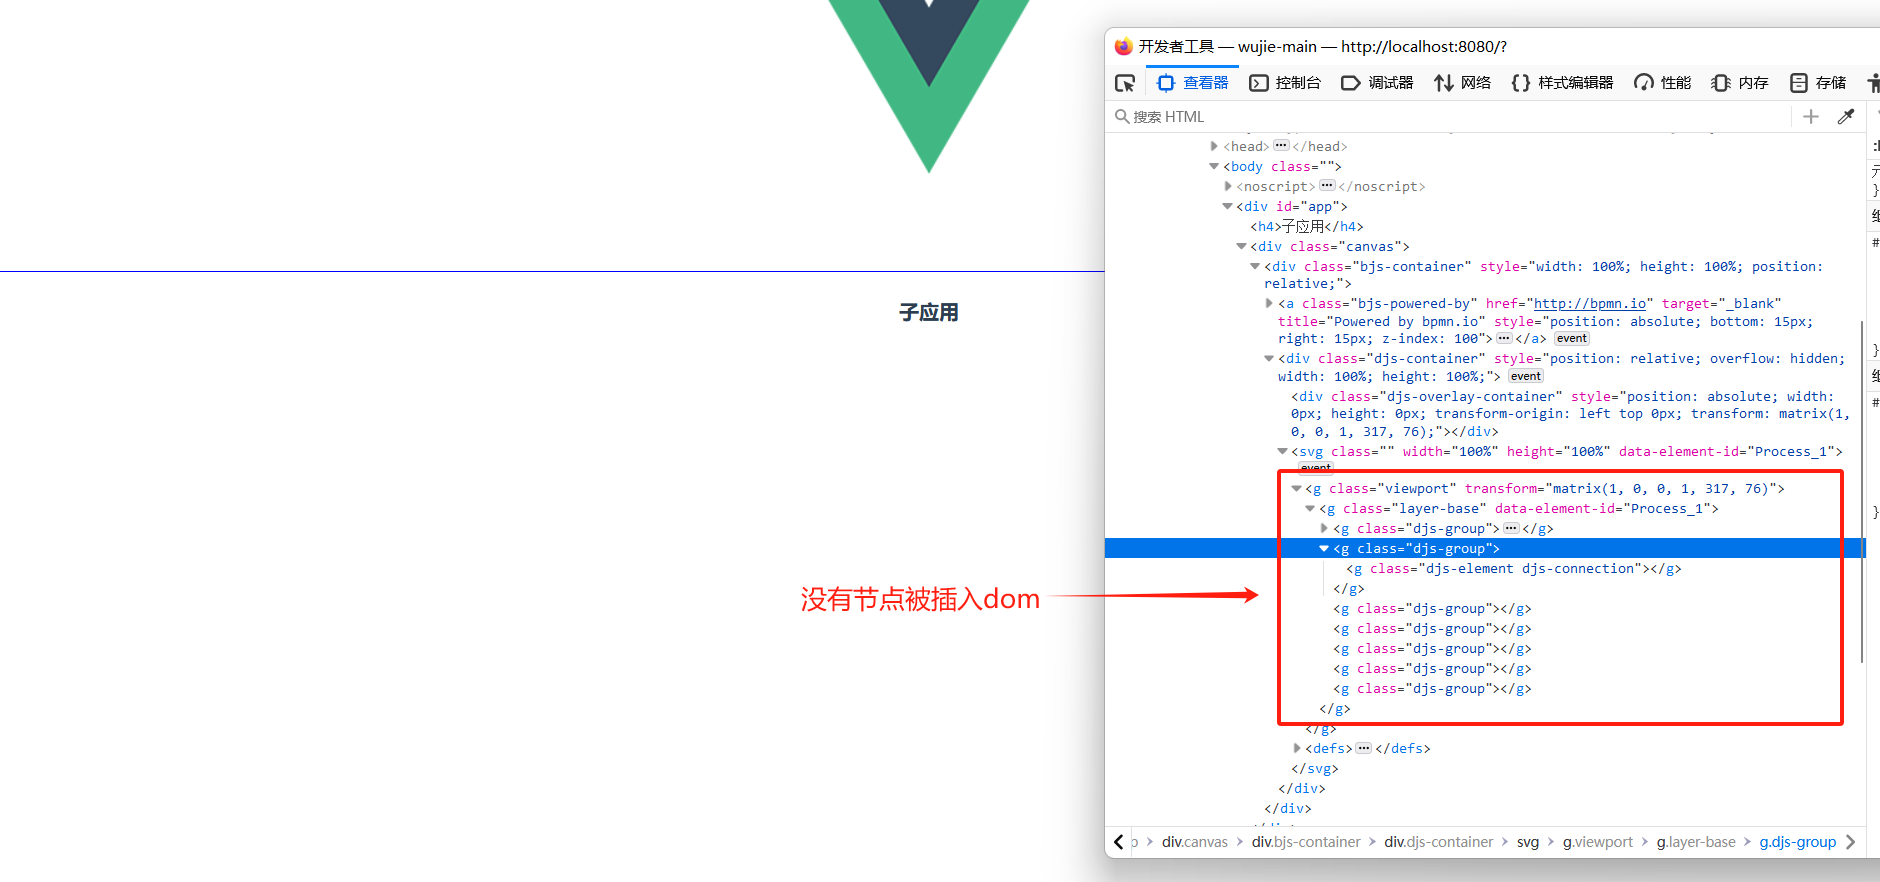 开发者工具 — wujie-main — http://localhost:8080/?
查看器 控制台 调试器 网络 样式编辑器 性能 内存 存储
搜索 HTML
<head> ··· </head>
<body class="">
<noscript> ··· </noscript>
<div id="app">
<h4>子应用</h4>
<div class="canvas">
<div class="bjs-container" style="width: 100%; height: 100%; position:
relative;">
<a class="bjs-powered-by" href="http://bpmn.io" target="_blank"
title="Powered by bpmn.io" style="position: absolute; bottom: 15px;
right: 15px; z-index: 100"> ··· </a> event
<div class="djs-container" style="position: relative; overflow: hidden;
width: 100%; height: 100%;"> event
<div class="djs-overlay-container" style="position: absolute; width:
0px; height: 0px; transform-origin: left top 0px; transform: matrix(1,
0, 0, 1, 317, 76);"></div>
<svg class="" width="100%" height="100%" data-element-id="Process_1">
event
<g class="viewport" transform="matrix(1, 0, 0, 1, 317, 76)">
<g class="layer-base" data-element-id="Process_1">
<g class="djs-group"> ··· </g>
<g class="djs-group">
<g class="djs-element djs-connection"></g>
</g>
<g class="djs-group"></g>
<g class="djs-group"></g>
<g class="djs-group"></g>
<g class="djs-group"></g>
<g class="djs-group"></g>
</g>
</g>
<defs> ··· </defs>
</svg>
</div>
</div>
div.canvas > div.bjs-container > div.djs-container > svg > g.viewport > g.layer-base > g.djs-group
子应用
没有节点被插入dom